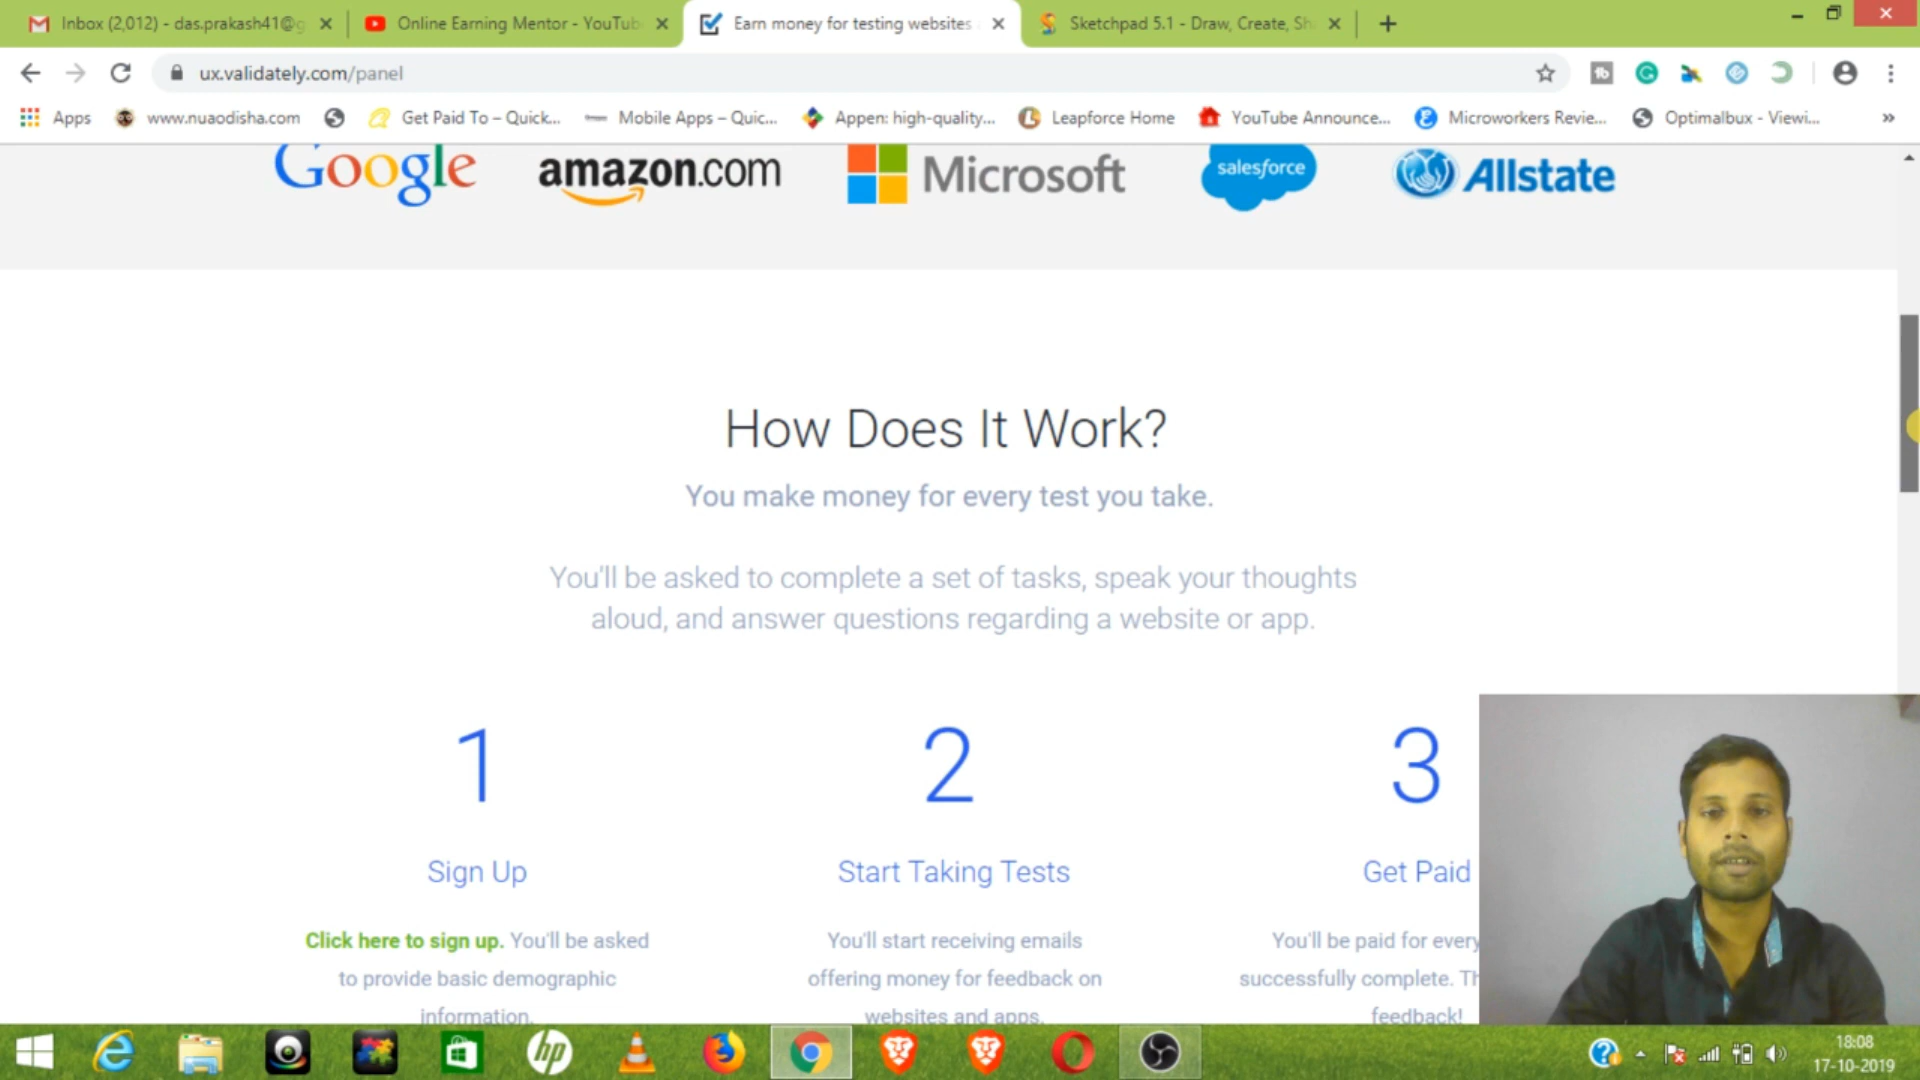 Inbox (2,012) - das.prakash41@g
Online Earning Mentor - YouTub
Earn money for testing websites
Sketchpad 5.1 - Draw, Create, Sh
ux.validately.com/panel
Apps
www.nuaodisha.com
Get Paid To – Quick...
Mobile Apps – Quic...
Appen: high-quality...
Leapforce Home
YouTube Announce...
Microworkers Revie...
Optimalbux - Viewi...
»
Google
amazon.com
Microsoft
salesforce
Allstate
How Does It Work?
You make money for every test you take.
You'll be asked to complete a set of tasks, speak your thoughts
aloud, and answer questions regarding a website or app.
1
2
3
Sign Up
Start Taking Tests
Get Paid
Click here to sign up. You'll be asked
to provide basic demographic
information.
You'll start receiving emails
offering money for feedback on
websites and apps.
You'll be paid for every
successfully complete. Th
feedback!
hp
18:08
17-10-2019